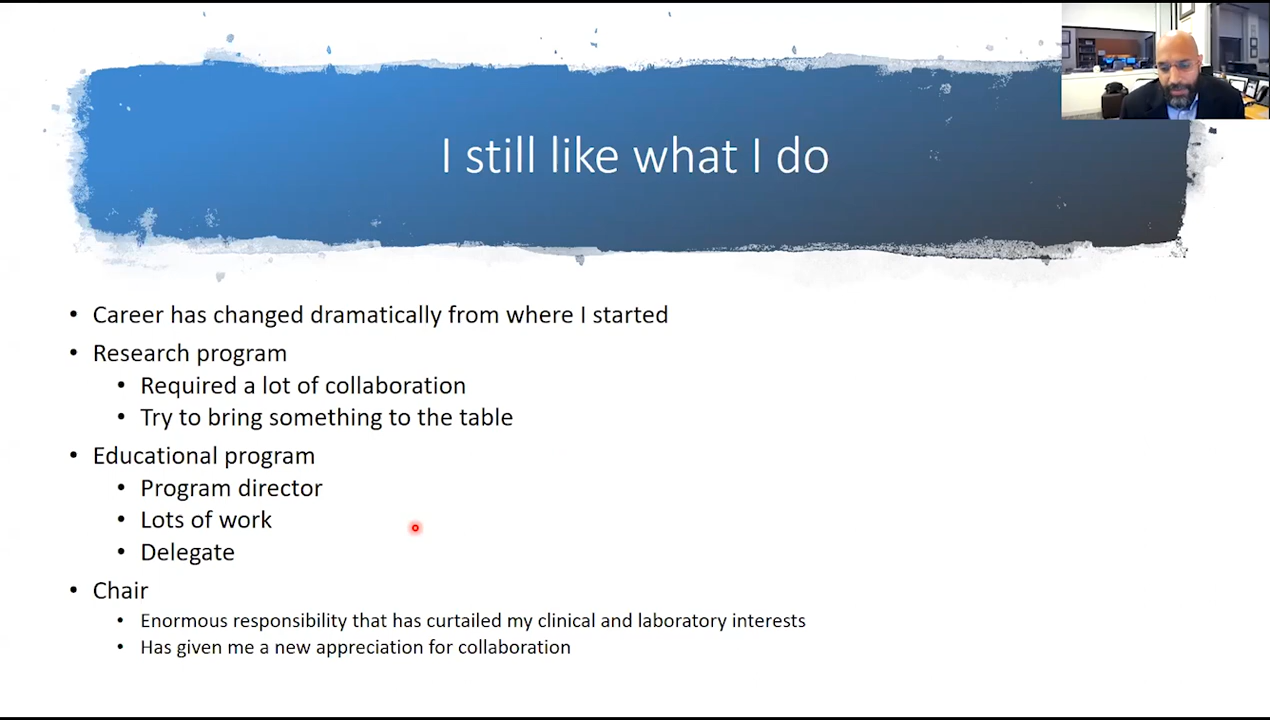 I still like what I do
• Career has changed dramatically from where I started
• Research program
• Required a lot of collaboration
• Try to bring something to the table
• Educational program
• Program director
• Lots of work
• Delegate
• Chair
• Enormous responsibility that has curtailed my clinical and laboratory interests
• Has given me a new appreciation for collaboration